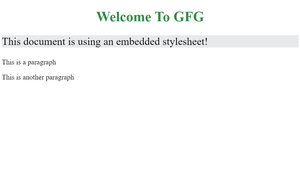 Welcome To GFG
This document is using an embedded stylesheet!
This is a paragraph
This is another paragraph